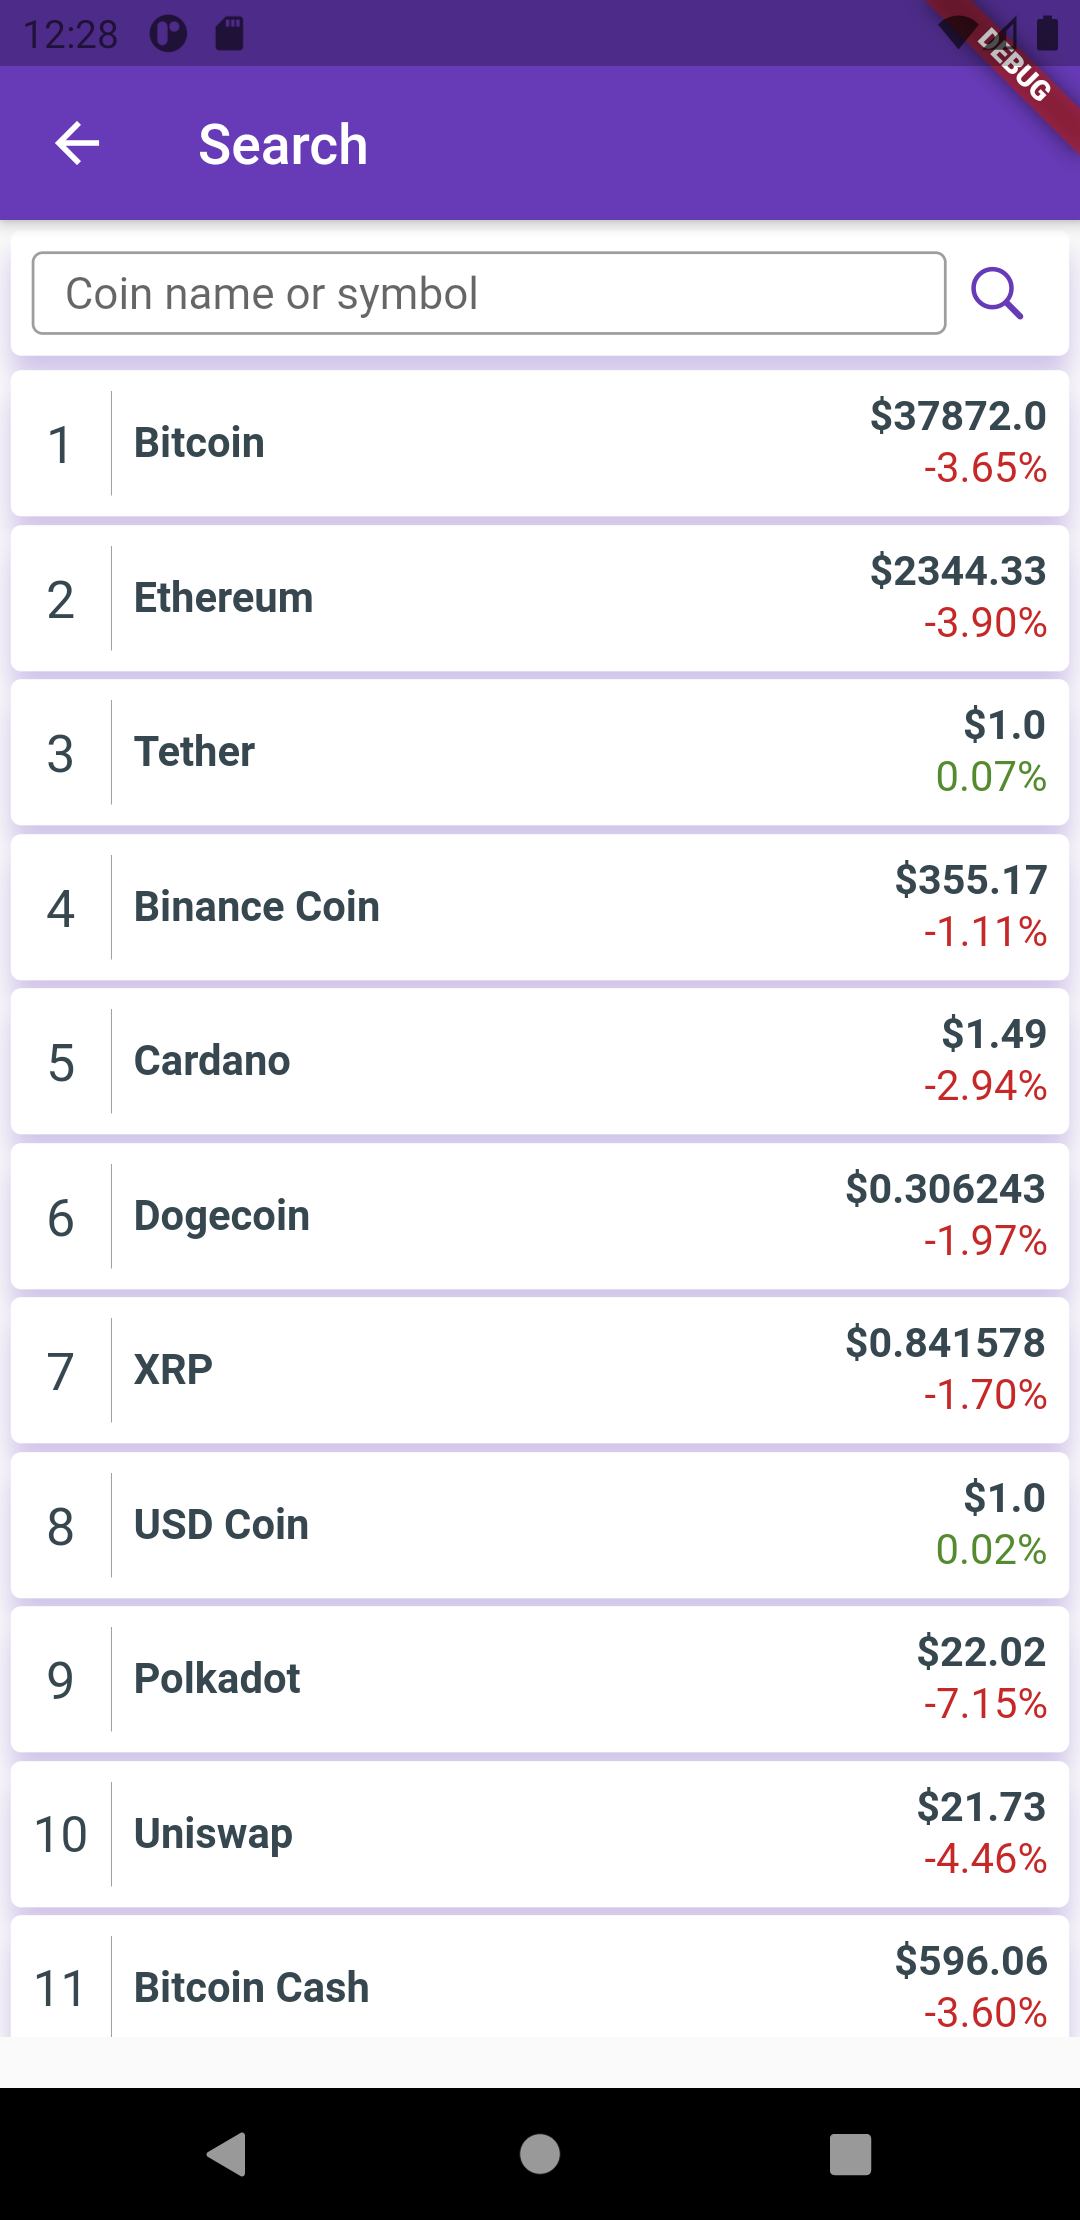 12:28
DEBUG
Search
Coin name or symbol
1
Bitcoin
$37872.0
-3.65%
2
Ethereum
$2344.33
-3.90%
3
Tether
$1.0
0.07%
4
Binance Coin
$355.17
-1.11%
5
Cardano
$1.49
-2.94%
6
Dogecoin
$0.306243
-1.97%
7
XRP
$0.841578
-1.70%
8
USD Coin
$1.0
0.02%
9
Polkadot
$22.02
-7.15%
10
Uniswap
$21.73
-4.46%
11
Bitcoin Cash
$596.06
-3.60%